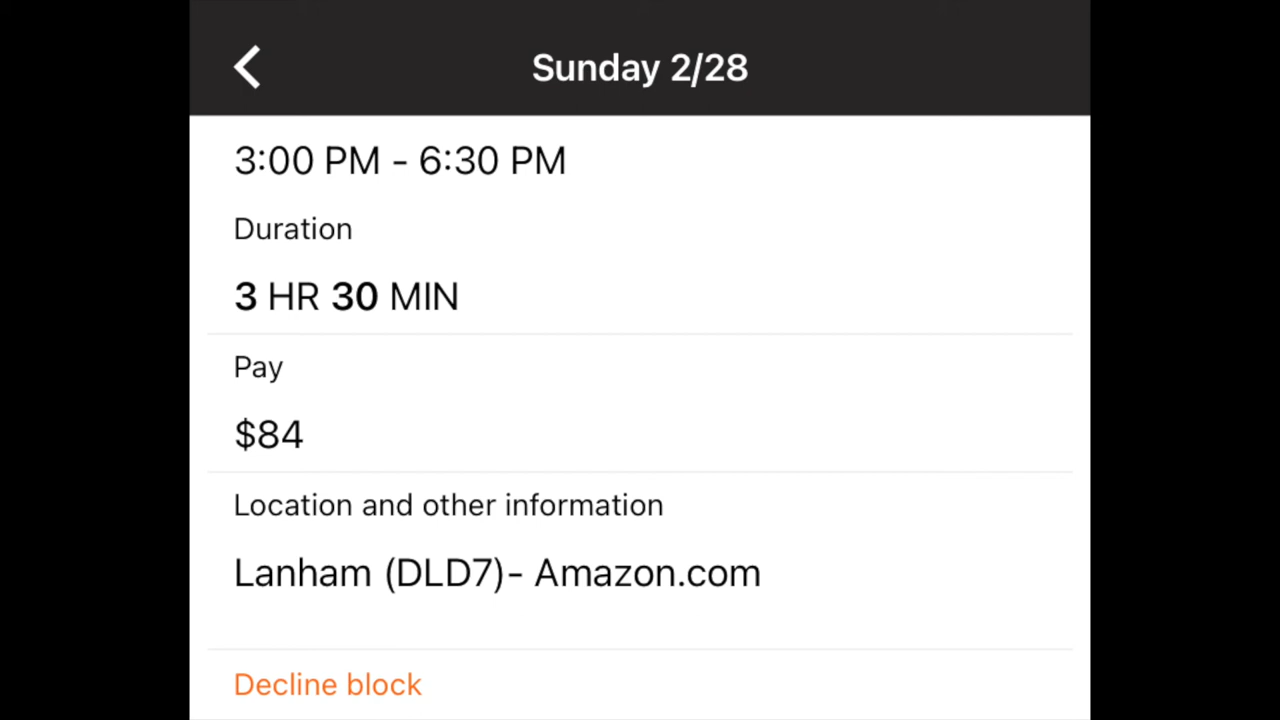 Sunday 2/28
3:00 PM - 6:30 PM
Duration
3 HR 30 MIN
Pay
$84
Location and other information
Lanham (DLD7)- Amazon.com
Decline block